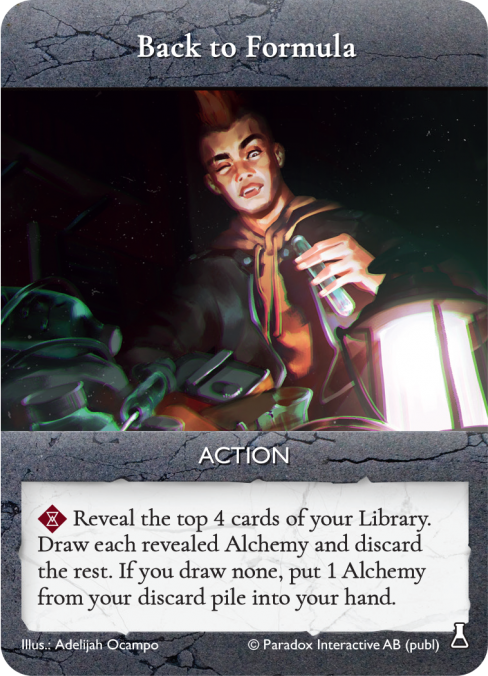 Back to Formula
ACTION
Reveal the top 4 cards of your Library.
Draw each revealed Alchemy and discard
the rest. If you draw none, put 1 Alchemy
from your discard pile into your hand.
Illus.: Adelijah Ocampo
© Paradox Interactive AB (publ)